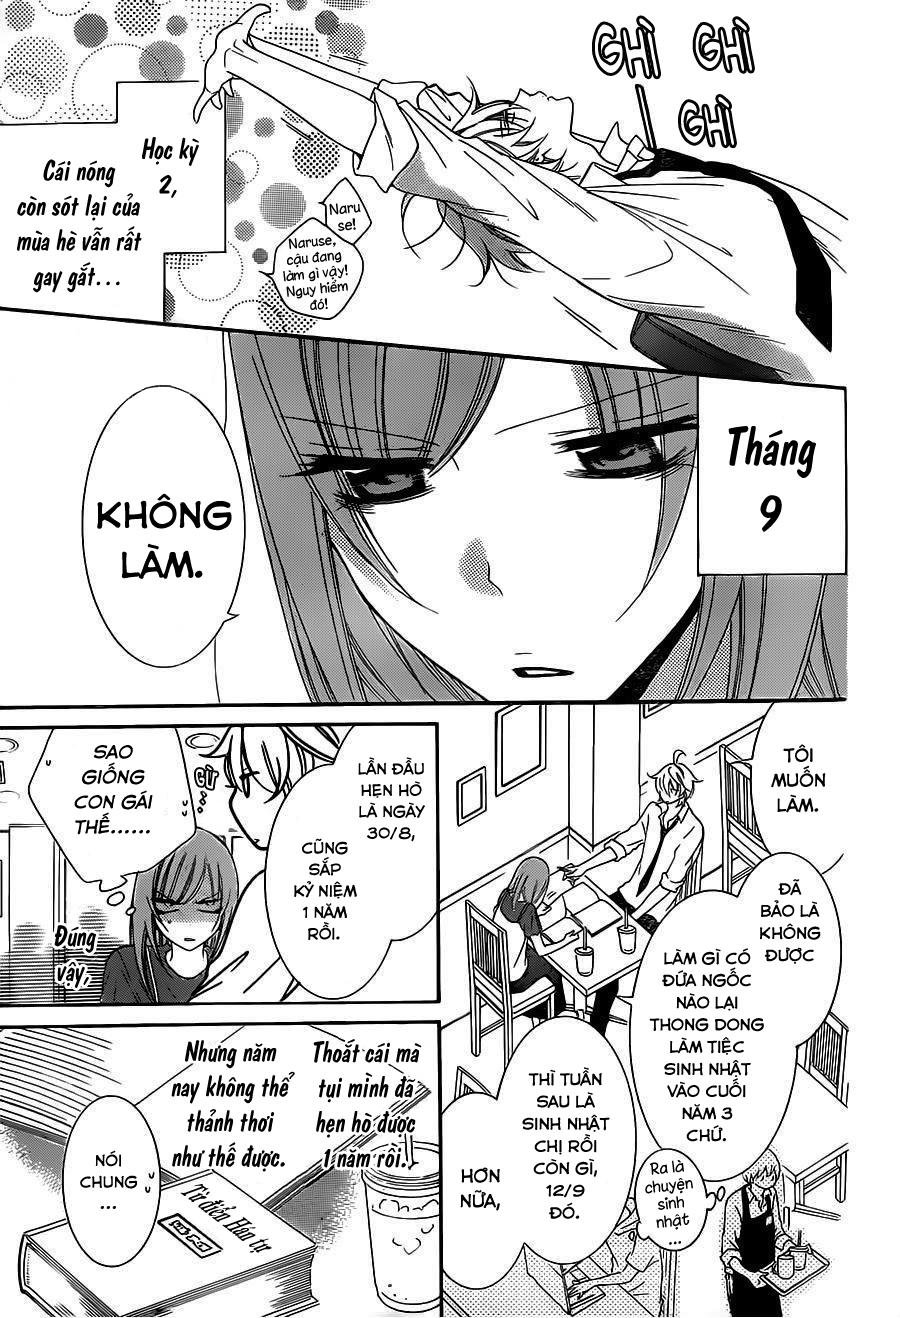 GHÌ
GHÌ
GHÌ
GHÌ
Học kỳ
2,
Cái nóng
còn sót lại của
mùa hè vẫn rất
gay gắt...
Naru
se!
Naruse,
cậu đang
làm gì vậy!
Nguy hiểm
đó!
Tháng
9
KHÔNG
LÀM.
TÔI
MUỐN
LÀM.
ĐÃ
BẢO LÀ
KHÔNG
ĐƯỢC
LÀM GÌ CÓ
ĐỨA NGỐC
NÀO LẠI
THONG DONG
LÀM TIỆC
SINH NHẬT
VÀO CUỐI
NĂM 3
CHỨ.
Ra là
chuyện
sinh
nhật
...
THÌ TUẦN
SAU LÀ
SINH NHẬT
CHỊ RỒI
CÒN GÌ,
12/9
ĐÓ.
HƠN
NỮA,
LẦN ĐẦU
HẸN HÒ
LÀ NGÀY
30/8,
CŨNG
SẮP
KỶ NIỆM
1 NĂM
RỒI.
CỪ
SAO
GIỐNG
CON GÁI
THẾ......
Đúng
vậy,
Thoắt cái mà
tụi mình đã
hẹn hò được
1 năm rồi.
Nhưng năm
nay không thể
thảnh thơi
như thế được.
NÓI
CHUNG
...
Từ điển Hán tự